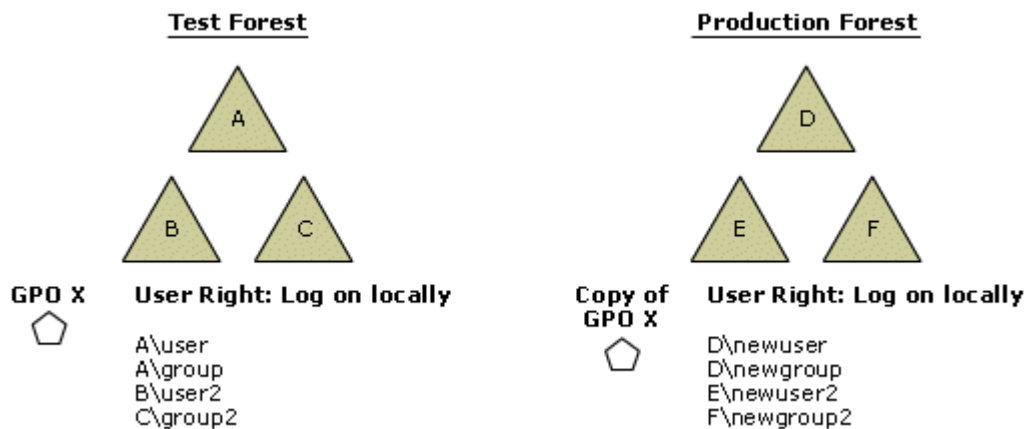 Test Forest
A
B
C
GPO X
User Right: Log on locally
A\user
A\group
B\user2
C\group2
Production Forest
D
E
F
Copy of
GPO X
User Right: Log on locally
D\newuser
D\newgroup
E\newuser2
F\newgroup2